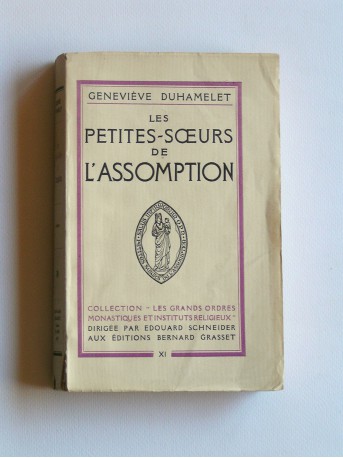 GENEVIÈVE DUHAMELET
LES
PETITES-SŒURS
DE
L'ASSOMPTION
COLLECTION "LES GRANDS ORDRES
MONASTIQUES ET INSTITUTS RELIGIEUX"
DIRIGÉE PAR EDOUARD SCHNEIDER
AUX ÉDITIONS BERNARD GRASSET
XI